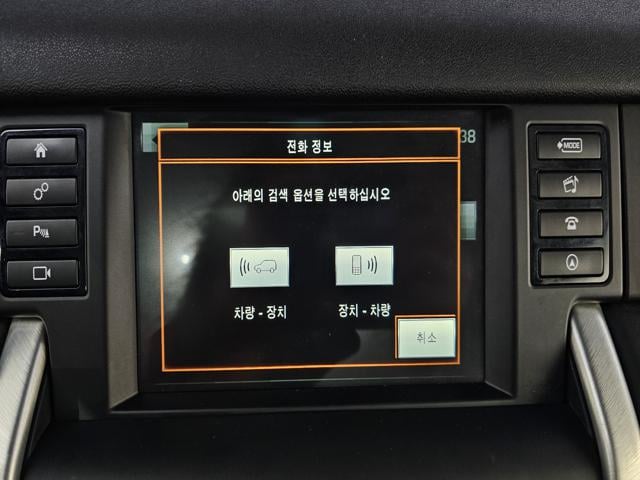 38
전화 정보
아래의 검색 옵션을 선택하십시오
차량 - 장치
장치 - 차량
취소
P
MODE